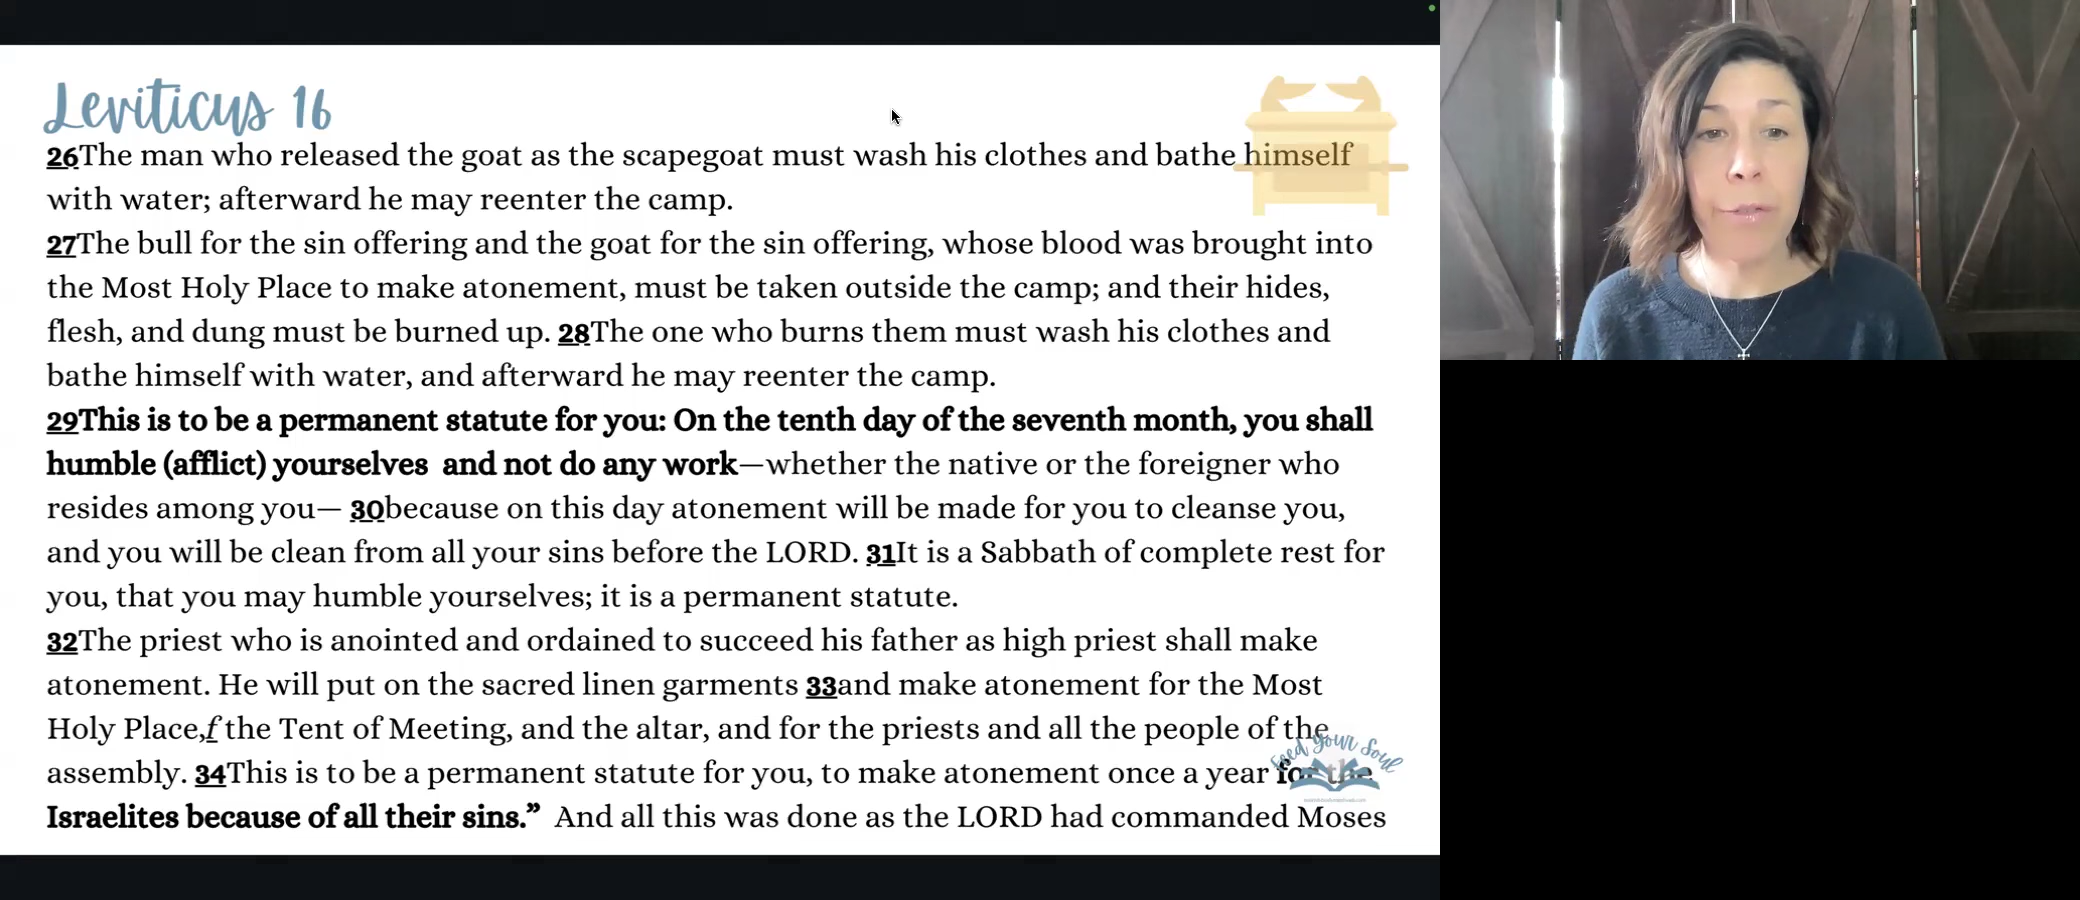 Leviticus 16
26The man who released the goat as the scapegoat must wash his clothes and bathe himself
with water; afterward he may reenter the camp.
27The bull for the sin offering and the goat for the sin offering, whose blood was brought into
the Most Holy Place to make atonement, must be taken outside the camp; and their hides,
flesh, and dung must be burned up. 28The one who burns them must wash his clothes and
bathe himself with water, and afterward he may reenter the camp.
29This is to be a permanent statute for you: On the tenth day of the seventh month, you shall
humble (afflict) yourselves and not do any work—whether the native or the foreigner who
resides among you— 30because on this day atonement will be made for you to cleanse you,
and you will be clean from all your sins before the LORD. 31It is a Sabbath of complete rest for
you, that you may humble yourselves; it is a permanent statute.
32The priest who is anointed and ordained to succeed his father as high priest shall make
atonement. He will put on the sacred linen garments 33and make atonement for the Most
Holy Place,f the Tent of Meeting, and the altar, and for the priests and all the people of the
assembly. 34This is to be a permanent statute for you, to make atonement once a year for the
Israelites because of all their sins.” And all this was done as the LORD had commanded Moses
Feed Your Soul